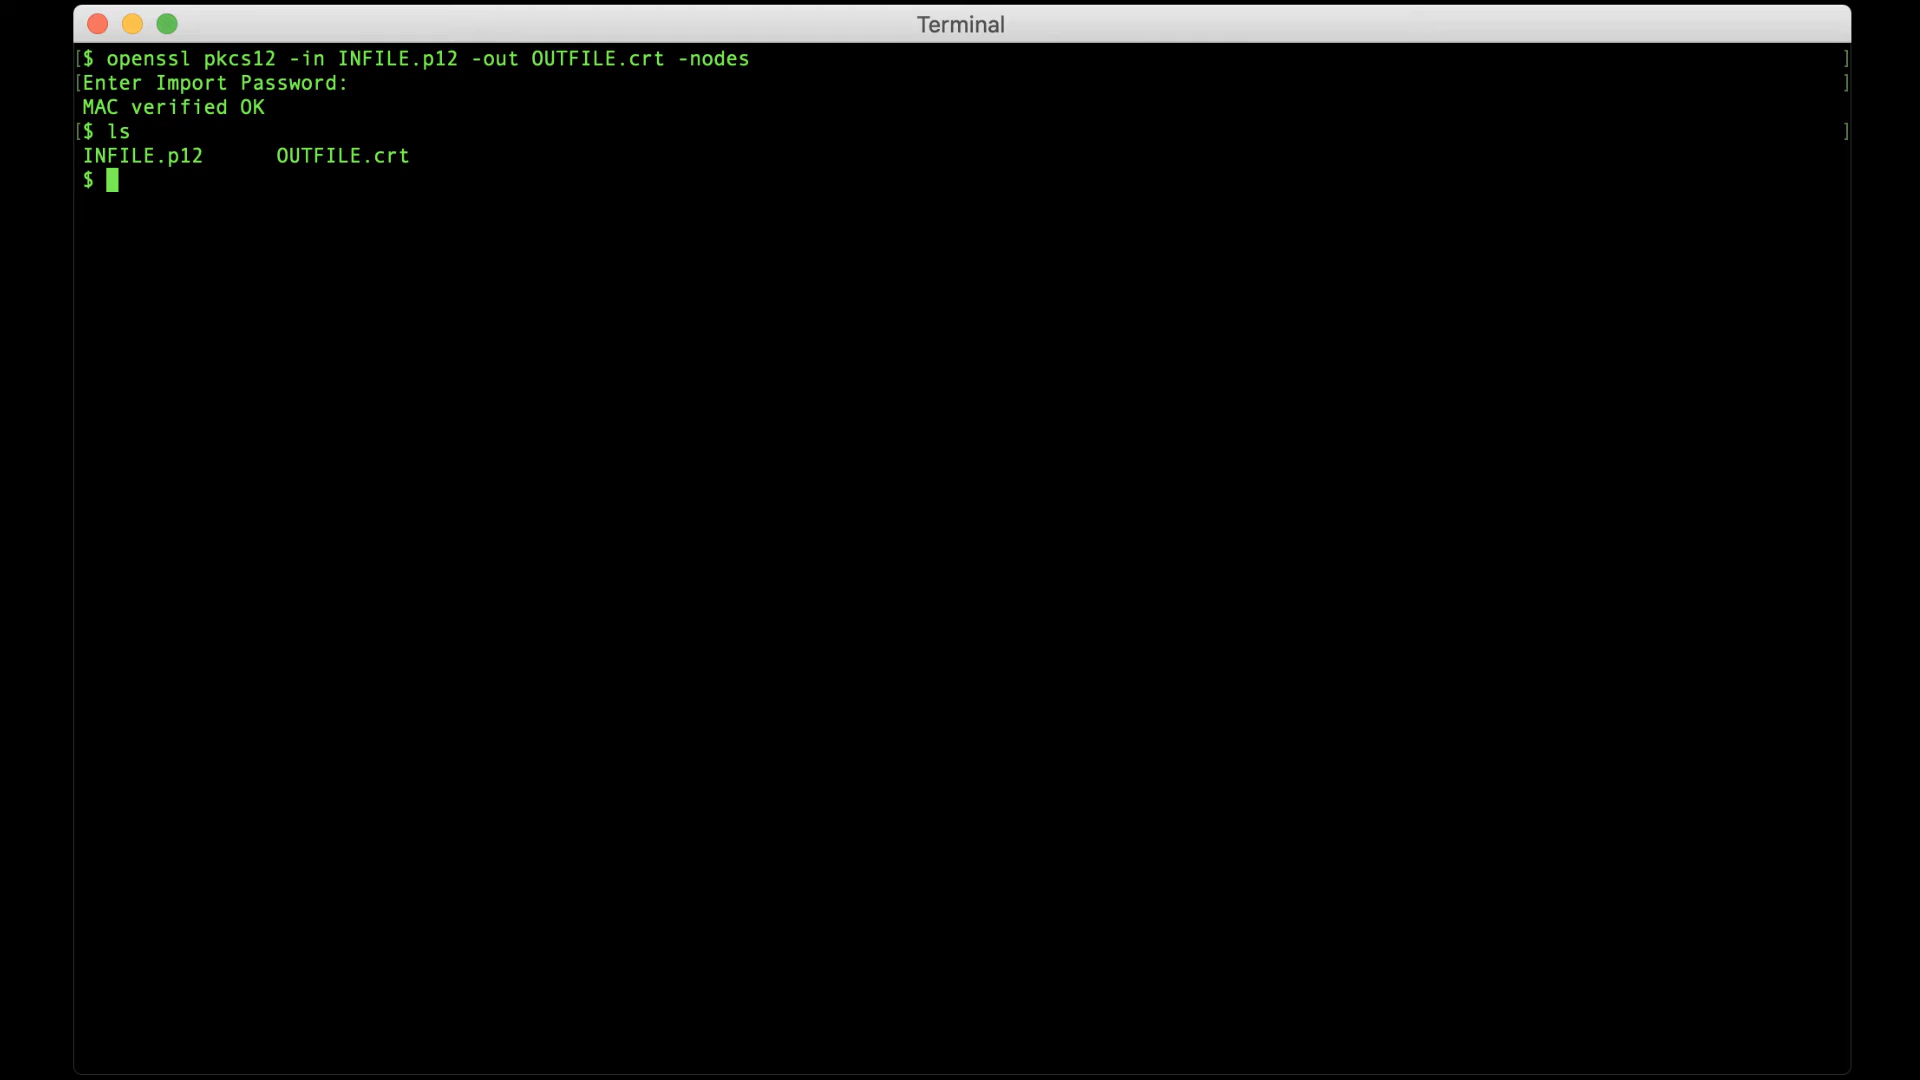 Terminal
[$ openssl pkcs12 -in INFILE.p12 -out OUTFILE.crt -nodes ]
[Enter Import Password: ]
MAC verified OK
[$ ls ]
INFILE.p12 OUTFILE.crt
$